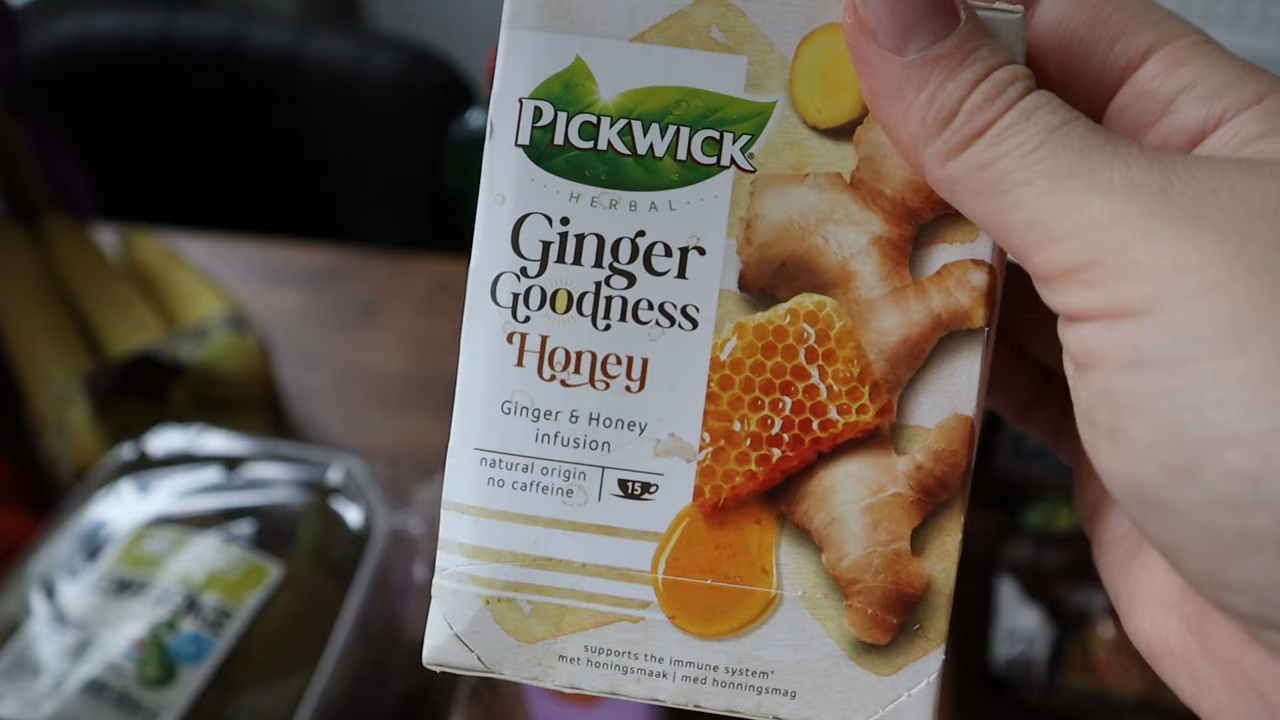 PICKWICK®
HERBAL
Ginger
Goodness
Honey
Ginger & Honey
infusion
natural origin
no caffeine
15
supports the immune system*
met honingsmaak | med honningsmag